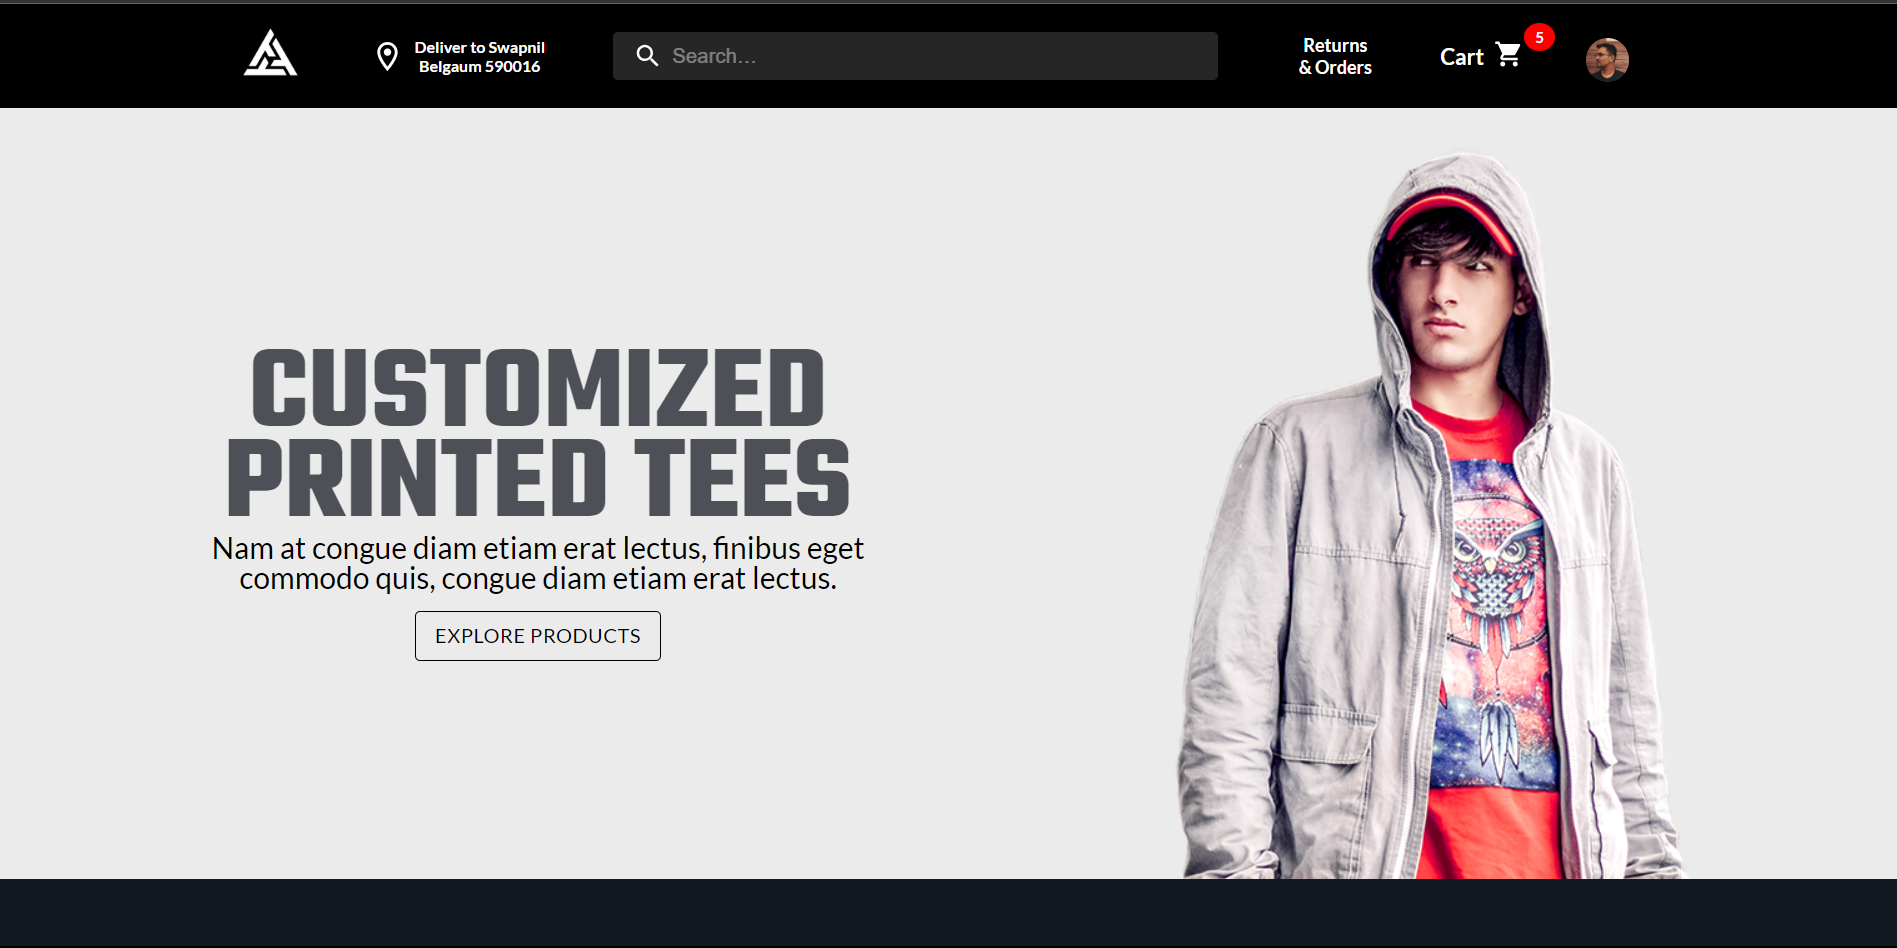 Deliver to Swapnil
Belgaum 590016
Search...
Returns
& Orders
Cart
5
CUSTOMIZED
PRINTED TEES
Nam at congue diam etiam erat lectus, finibus eget
commodo quis, congue diam etiam erat lectus.
EXPLORE PRODUCTS